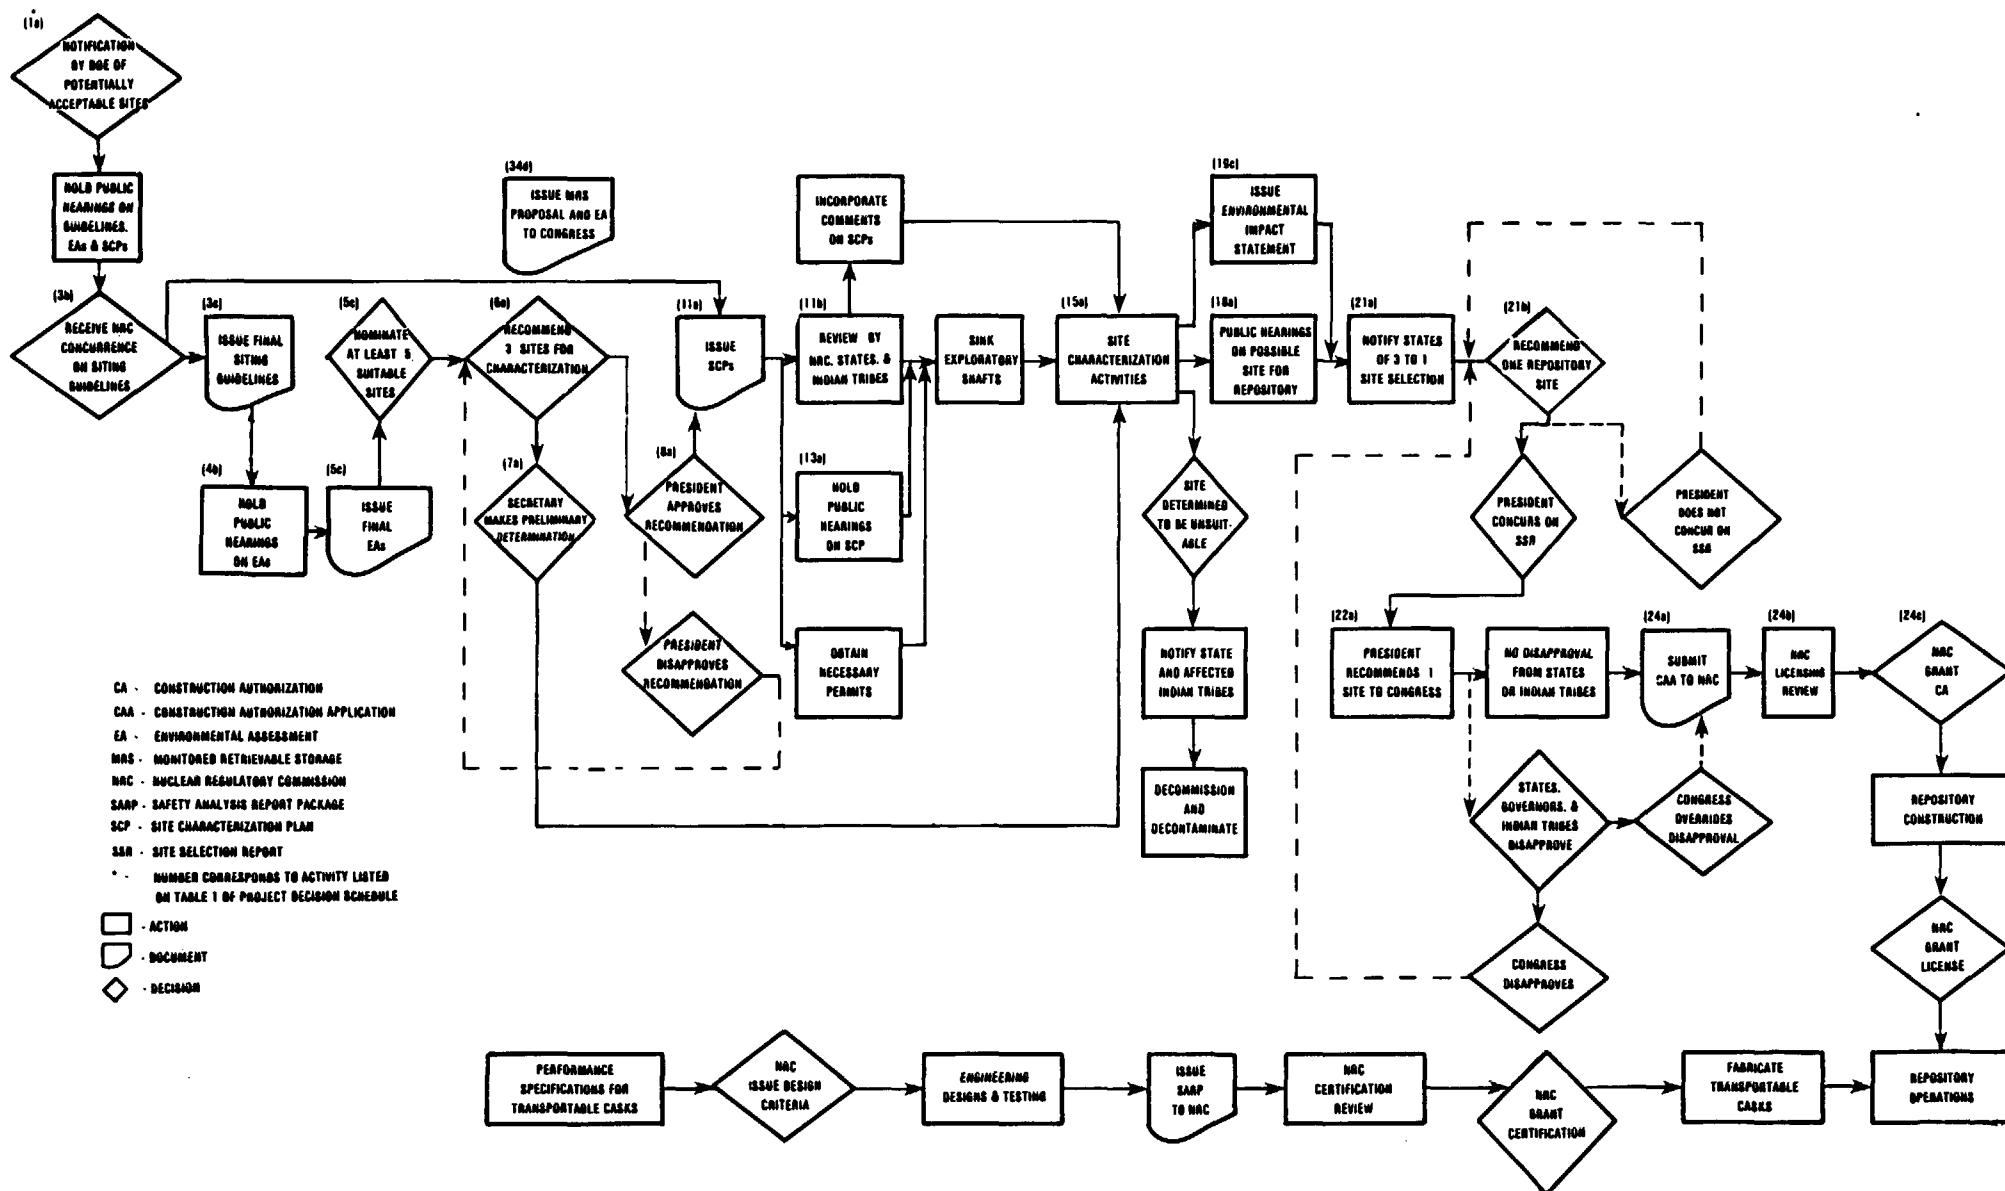 (1a)
NOTIFICATION
BY DOE OF
POTENTIALLY
ACCEPTABLE SITES
HOLD PUBLIC
HEARINGS ON
GUIDELINES,
EAs & SCPs
(3b)
RECEIVE NRC
CONCURRENCE
ON SITING
GUIDELINES
(3c)
ISSUE FINAL
SITING
GUIDELINES
(4b)
HOLD
PUBLIC
HEARINGS
ON EAs
(5c)
ISSUE
FINAL
EAs
(5c)
NOMINATE
AT LEAST 5
SUITABLE
SITES
(34d)
ISSUE MRS
PROPOSAL AND EA
TO CONGRESS
(6a)
RECOMMEND
3 SITES FOR
CHARACTERIZATION
(7a)
SECRETARY
MAKES PRELIMINARY
DETERMINATION
(8a)
PRESIDENT
APPROVES
RECOMMENDATION
PRESIDENT
DISAPPROVES
RECOMMENDATION
(11a)
ISSUE
SCPs
INCORPORATE
COMMENTS
ON SCPs
(11b)
REVIEW BY
NRC, STATES, &
INDIAN TRIBES
(13a)
HOLD
PUBLIC
HEARINGS
ON SCP
OBTAIN
NECESSARY
PERMITS
SINK
EXPLORATORY
SHAFTS
(15a)
SITE
CHARACTERIZATION
ACTIVITIES
SITE
DETERMINED
TO BE UNSUIT-
ABLE
NOTIFY STATE
AND AFFECTED
INDIAN TRIBES
DECOMMISSION
AND
DECONTAMINATE
(19c)
ISSUE
ENVIRONMENTAL
IMPACT
STATEMENT
(18a)
PUBLIC HEARINGS
ON POSSIBLE
SITE FOR
REPOSITORY
(21a)
NOTIFY STATES
OF 3 TO 1
SITE SELECTION
(21b)
RECOMMEND
ONE REPOSITORY
SITE
PRESIDENT
CONCURS ON
SSR
PRESIDENT
DOES NOT
CONCUR ON
SSR
(22a)
PRESIDENT
RECOMMENDS 1
SITE TO CONGRESS
NO DISAPPROVAL
FROM STATES
OR INDIAN TRIBES
(24a)
SUBMIT
CAA TO NRC
(24b)
NRC
LICENSING
REVIEW
(24c)
NRC
GRANT
CA
STATES,
GOVERNORS, &
INDIAN TRIBES
DISAPPROVE
CONGRESS
OVERRIDES
DISAPPROVAL
CONGRESS
DISAPPROVES
REPOSITORY
CONSTRUCTION
NRC
GRANT
LICENSE
CA - CONSTRUCTION AUTHORIZATION
CAA - CONSTRUCTION AUTHORIZATION APPLICATION
EA - ENVIRONMENTAL ASSESSMENT
MRS - MONITORED RETRIEVABLE STORAGE
NRC - NUCLEAR REGULATORY COMMISSION
SARP - SAFETY ANALYSIS REPORT PACKAGE
SCP - SITE CHARACTERIZATION PLAN
SSR - SITE SELECTION REPORT
* - NUMBER CORRESPONDS TO ACTIVITY LISTED
ON TABLE 1 OF PROJECT DECISION SCHEDULE
- ACTION
- DOCUMENT
- DECISION
PERFORMANCE
SPECIFICATIONS FOR
TRANSPORTABLE CASKS
NRC
ISSUE DESIGN
CRITERIA
ENGINEERING
DESIGNS & TESTING
ISSUE
SARP
TO NRC
NRC
CERTIFICATION
REVIEW
NRC
GRANT
CERTIFICATION
FABRICATE
TRANSPORTABLE
CASKS
REPOSITORY
OPERATIONS